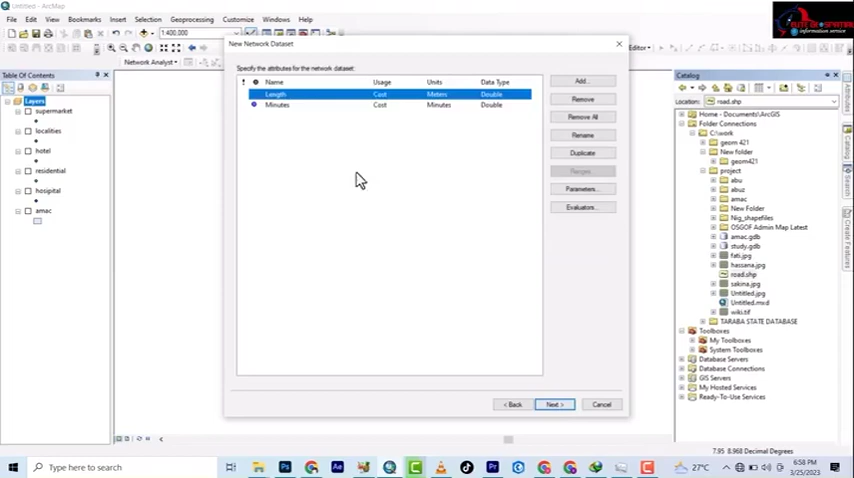 Untitled - ArcMap
File Edit View Bookmarks Insert Selection Geoprocessing Customize Windows Help
1:400,000
Editor
Network Analyst
Table Of Contents
Layers
supermarket
localities
hotel
residential
hosipital
amac
New Network Dataset
Specify the attributes for the network dataset:
! Name Usage Units Data Type
Length Cost Meters Double
Minutes Cost Minutes Double
Add...
Remove
Remove All
Rename
Duplicate
Ranges
Parameters...
Evaluators...
< Back Next > Cancel
Catalog
Location: road.shp
Home - Documents\ArcGIS
Folder Connections
C:\work
geom 421
New folder
geom421
project
abu
abuz
amac
New Folder
Nig_shapefiles
OSGOF Admin Map Latest
amac.gdb
study.gdb
fati.jpg
hassana.jpg
road.shp
sakina.jpg
Untitled.jpg
Untitled.mxd
wiki.tif
TARABA STATE DATABASE
Toolboxes
My Toolboxes
System Toolboxes
Database Servers
Database Connections
GIS Servers
My Hosted Services
Ready-To-Use Services
Attributes
Catalog
Search
Create Features
information service
7.95 8.968 Decimal Degrees
Type here to search
27°C
6:58 PM
3/25/2023